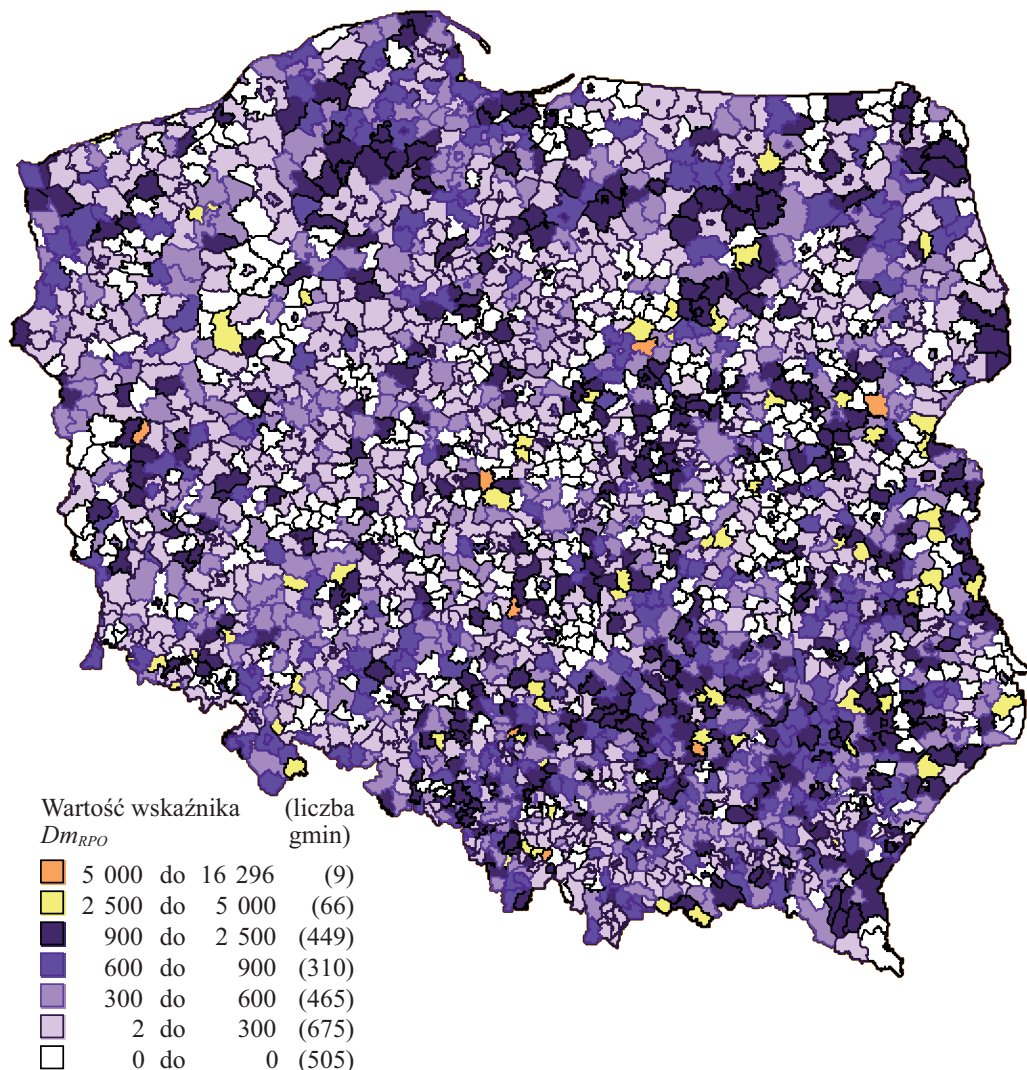 Wartość wskaźnika (liczba
Dm_RPO gmin)
5 000 do 16 296 (9)
2 500 do 5 000 (66)
900 do 2 500 (449)
600 do 900 (310)
300 do 600 (465)
2 do 300 (675)
0 do 0 (505)